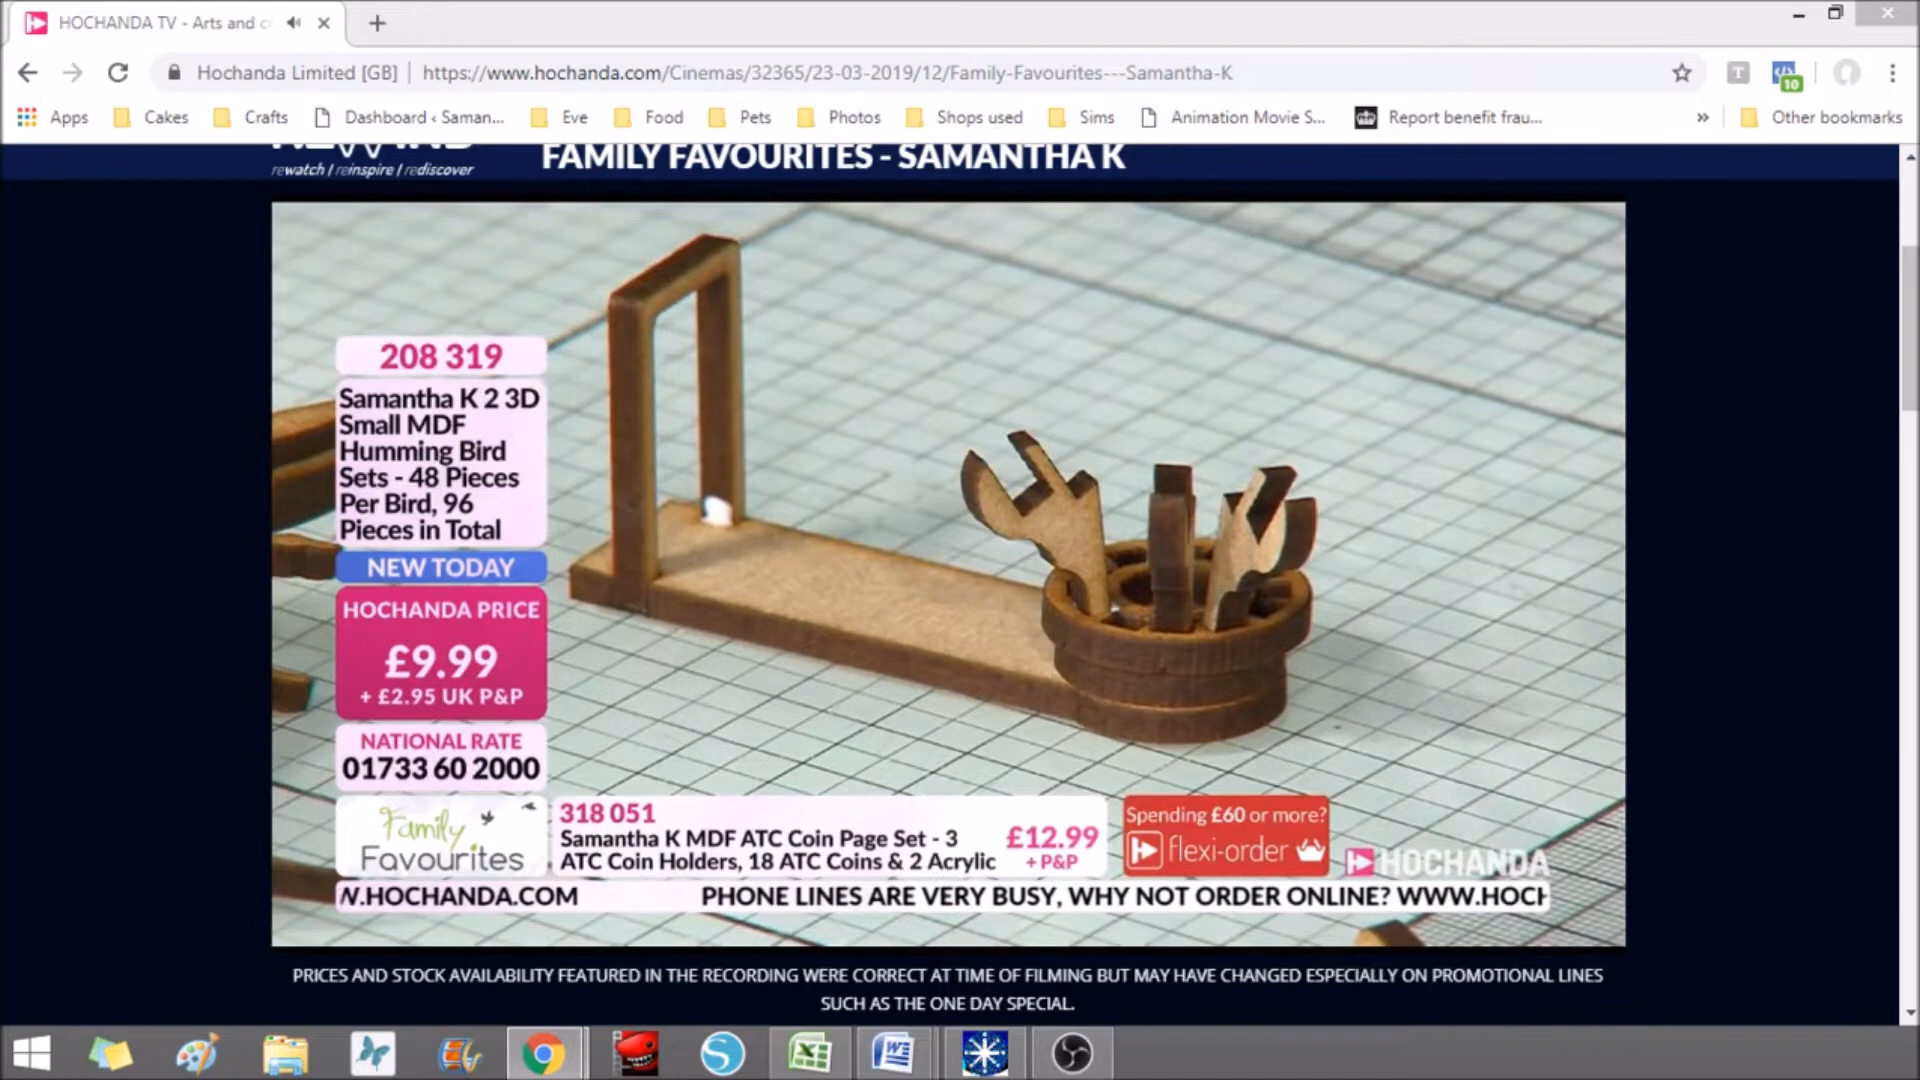 HOCHANDA TV - Arts and cr
Hochanda Limited [GB] https://www.hochanda.com/Cinemas/32365/23-03-2019/12/Family-Favourites---Samantha-K
T
10
Apps Cakes Crafts Dashboard ‹ Saman... Eve Food Pets Photos Shops used Sims Animation Movie S... Report benefit frau... » Other bookmarks
rewatch / reinspire / rediscover
FAMILY FAVOURITES - SAMANTHA K
208 319
Samantha K 2 3D
Small MDF
Humming Bird
Sets - 48 Pieces
Per Bird, 96
Pieces in Total
NEW TODAY
HOCHANDA PRICE
£9.99
+ £2.95 UK P&P
NATIONAL RATE
01733 60 2000
Family
Favourites
318 051
Samantha K MDF ATC Coin Page Set - 3
ATC Coin Holders, 18 ATC Coins & 2 Acrylic
£12.99
+ P&P
Spending £60 or more?
flexi-order
HOCHANDA
W.HOCHANDA.COM PHONE LINES ARE VERY BUSY, WHY NOT ORDER ONLINE? WWW.HOCH
PRICES AND STOCK AVAILABILITY FEATURED IN THE RECORDING WERE CORRECT AT TIME OF FILMING BUT MAY HAVE CHANGED ESPECIALLY ON PROMOTIONAL LINES
SUCH AS THE ONE DAY SPECIAL.